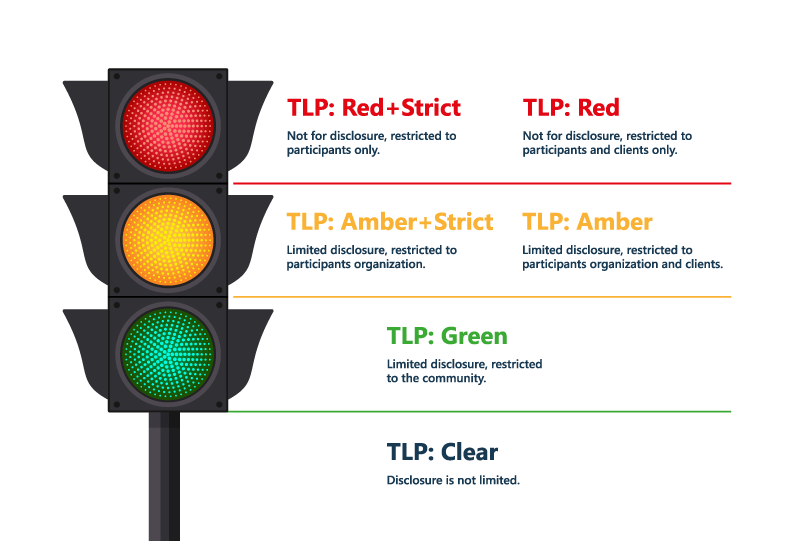 TLP: Red+Strict
Not for disclosure, restricted to
participants only.
TLP: Red
Not for disclosure, restricted to
participants and clients only.
TLP: Amber+Strict
Limited disclosure, restricted to
participants organization.
TLP: Amber
Limited disclosure, restricted to
participants organization and clients.
TLP: Green
Limited disclosure, restricted
to the community.
TLP: Clear
Disclosure is not limited.